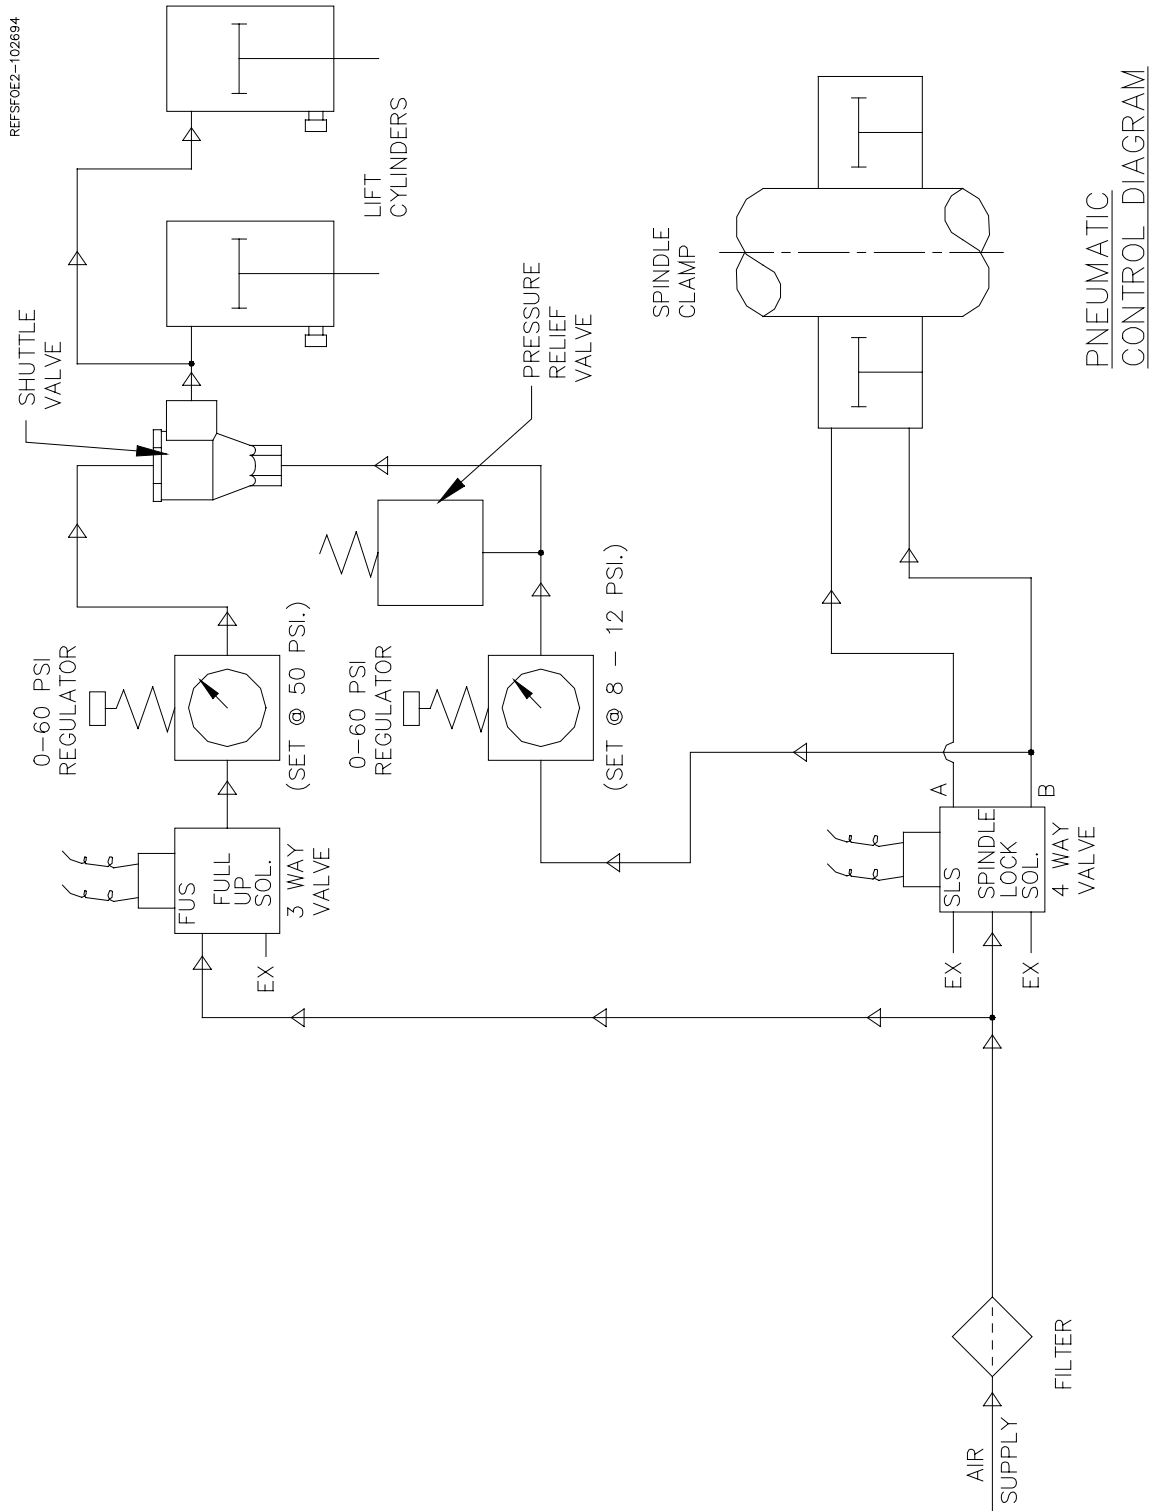 REFSF0E2-102694
SHUTTLE
VALVE
LIFT
CYLINDERS
0-60 PSI
REGULATOR
(SET @ 50 PSI.)
PRESSURE
RELIEF
VALVE
0-60 PSI
REGULATOR
(SET @ 8 - 12 PSI.)
FUS
FULL
UP
SOL.
3 WAY
VALVE
EX
SPINDLE
CLAMP
A
B
SLS
SPINDLE
LOCK
SOL.
4 WAY
VALVE
EX
EX
AIR
SUPPLY
FILTER
PNEUMATIC
CONTROL DIAGRAM